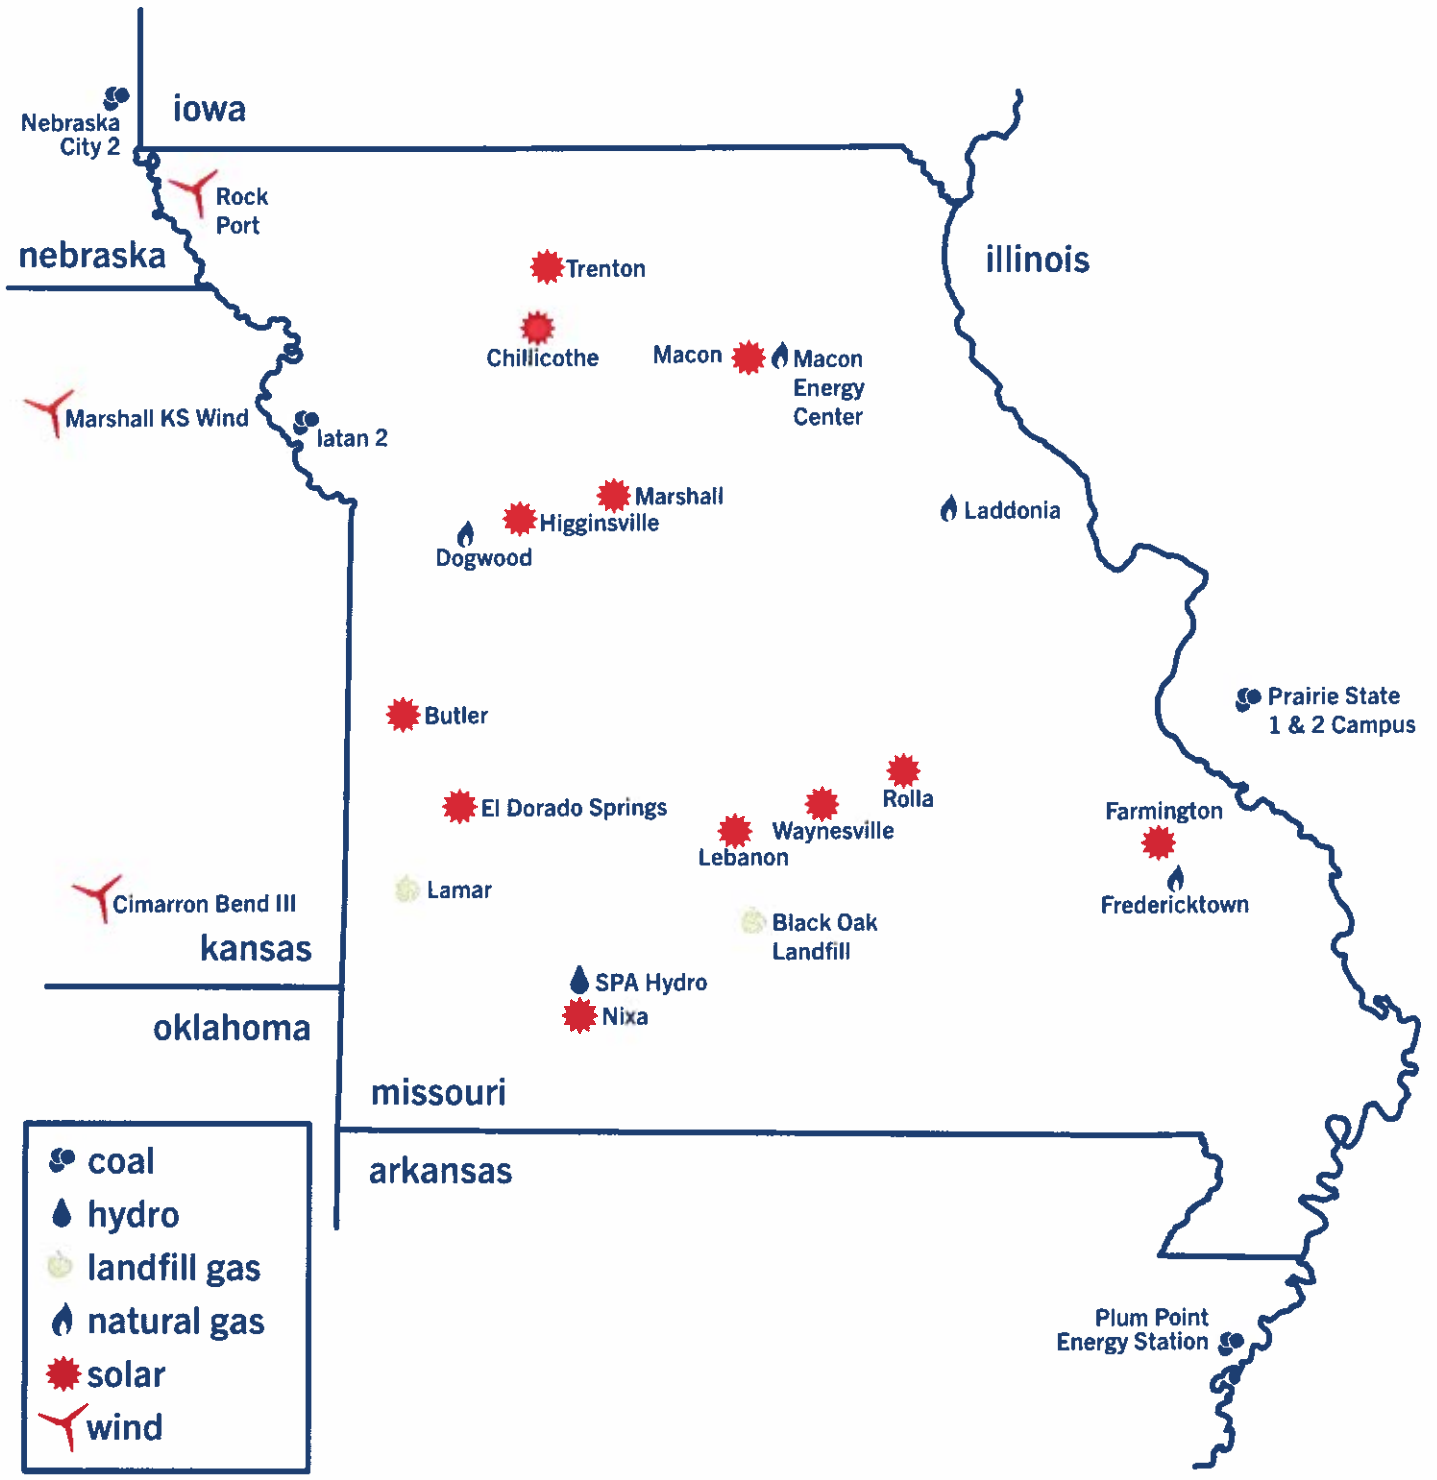 iowa
Nebraska
City 2
Rock
Port
nebraska
illinois
Trenton
Chillicothe
Macon
Macon
Energy
Center
Marshall KS Wind
Iatan 2
Marshall
Higginsville
Dogwood
Laddonia
Prairie State
1 & 2 Campus
Butler
El Dorado Springs
Rolla
Waynesville
Lebanon
Farmington
Fredericktown
Lamar
Cimarron Bend III
Black Oak
Landfill
kansas
SPA Hydro
Nixa
oklahoma
missouri
arkansas
coal
hydro
landfill gas
natural gas
solar
wind
Plum Point
Energy Station